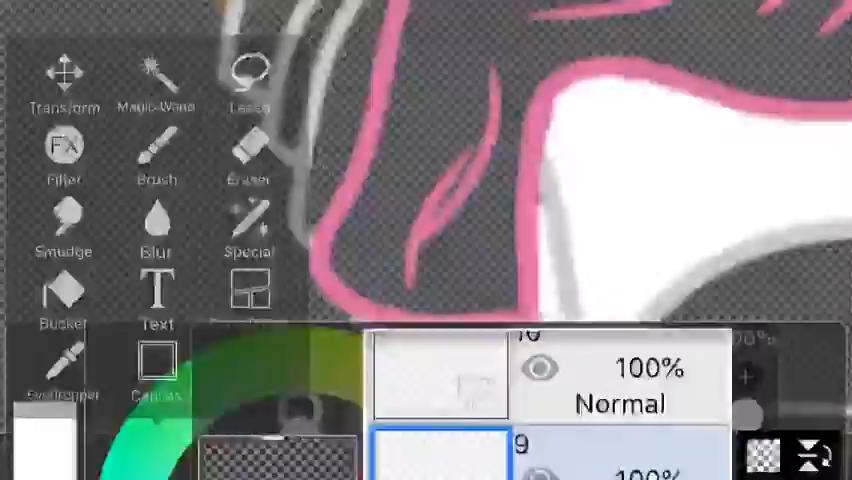 Transform
Magic Wand
Lasso
FX
Filter
Brush
Eraser
Smudge
Blur
Special
Bucket
T
Text
Eyedropper
Canvas
10
100%
Normal
9
100%